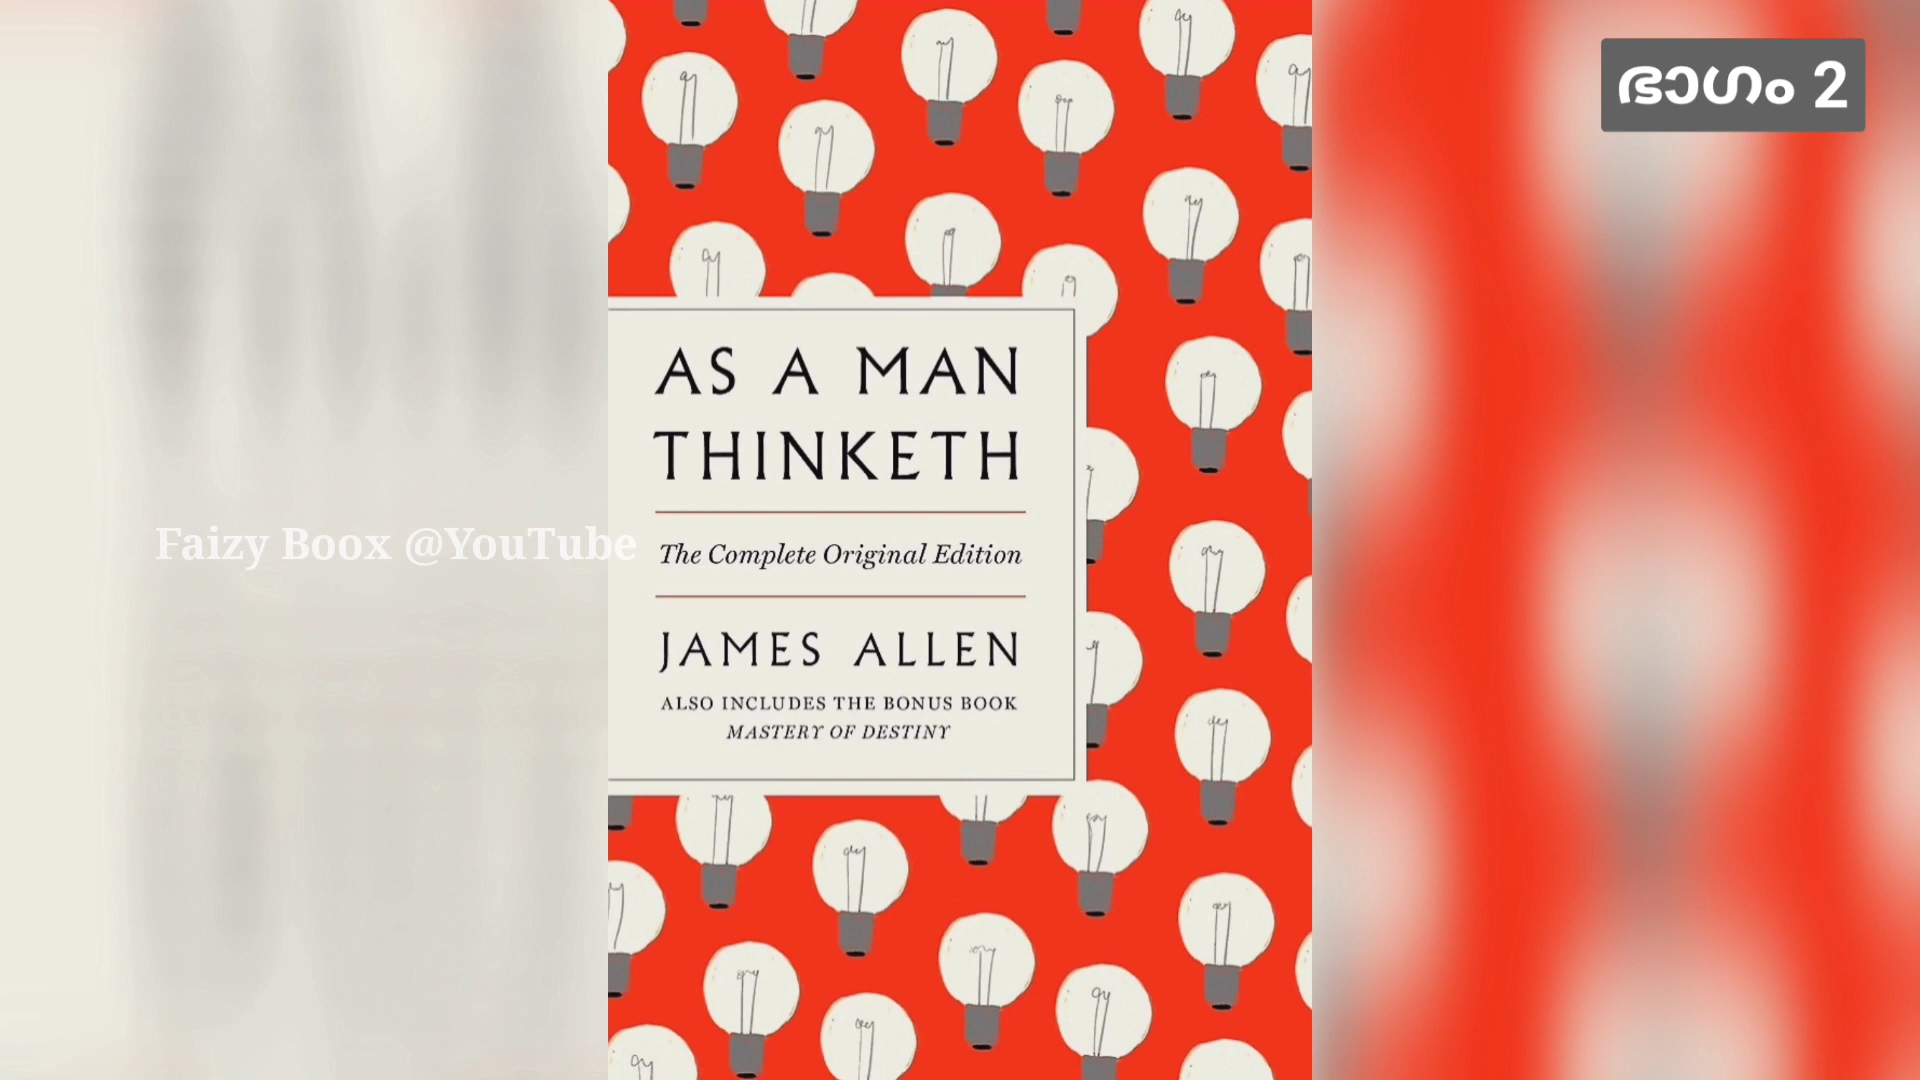 ഭാഗം 2
AS A MAN
THINKETH
The Complete Original Edition
JAMES ALLEN
ALSO INCLUDES THE BONUS BOOK
MASTERY OF DESTINY
Faizy Boox @YouTube